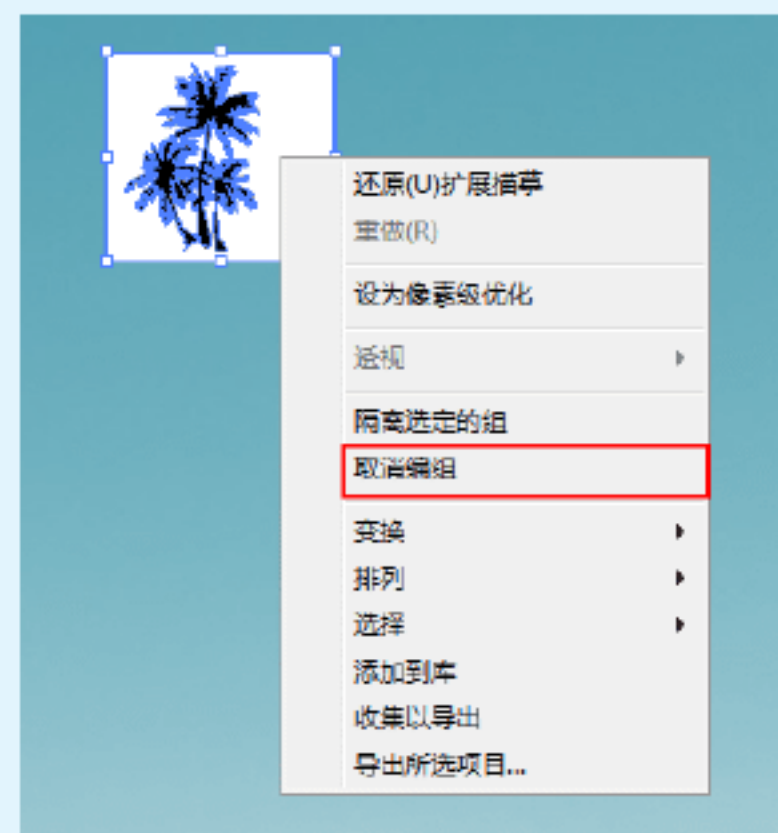 还原(U)扩展描摹
重做(R)
设为像素级优化
透视
隔离选定的组
取消编组
变换
排列
选择
添加到库
收集以导出
导出所选项目...